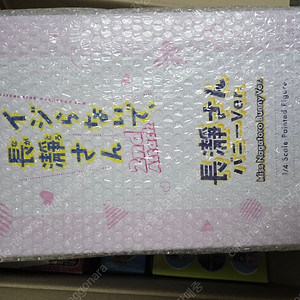 イジらないで、
長瀞さん
2nd Attack
長瀞さん
バニーVer.
Miss Nagatoro Bunny Ver.
1/4 Scale Painted Figure